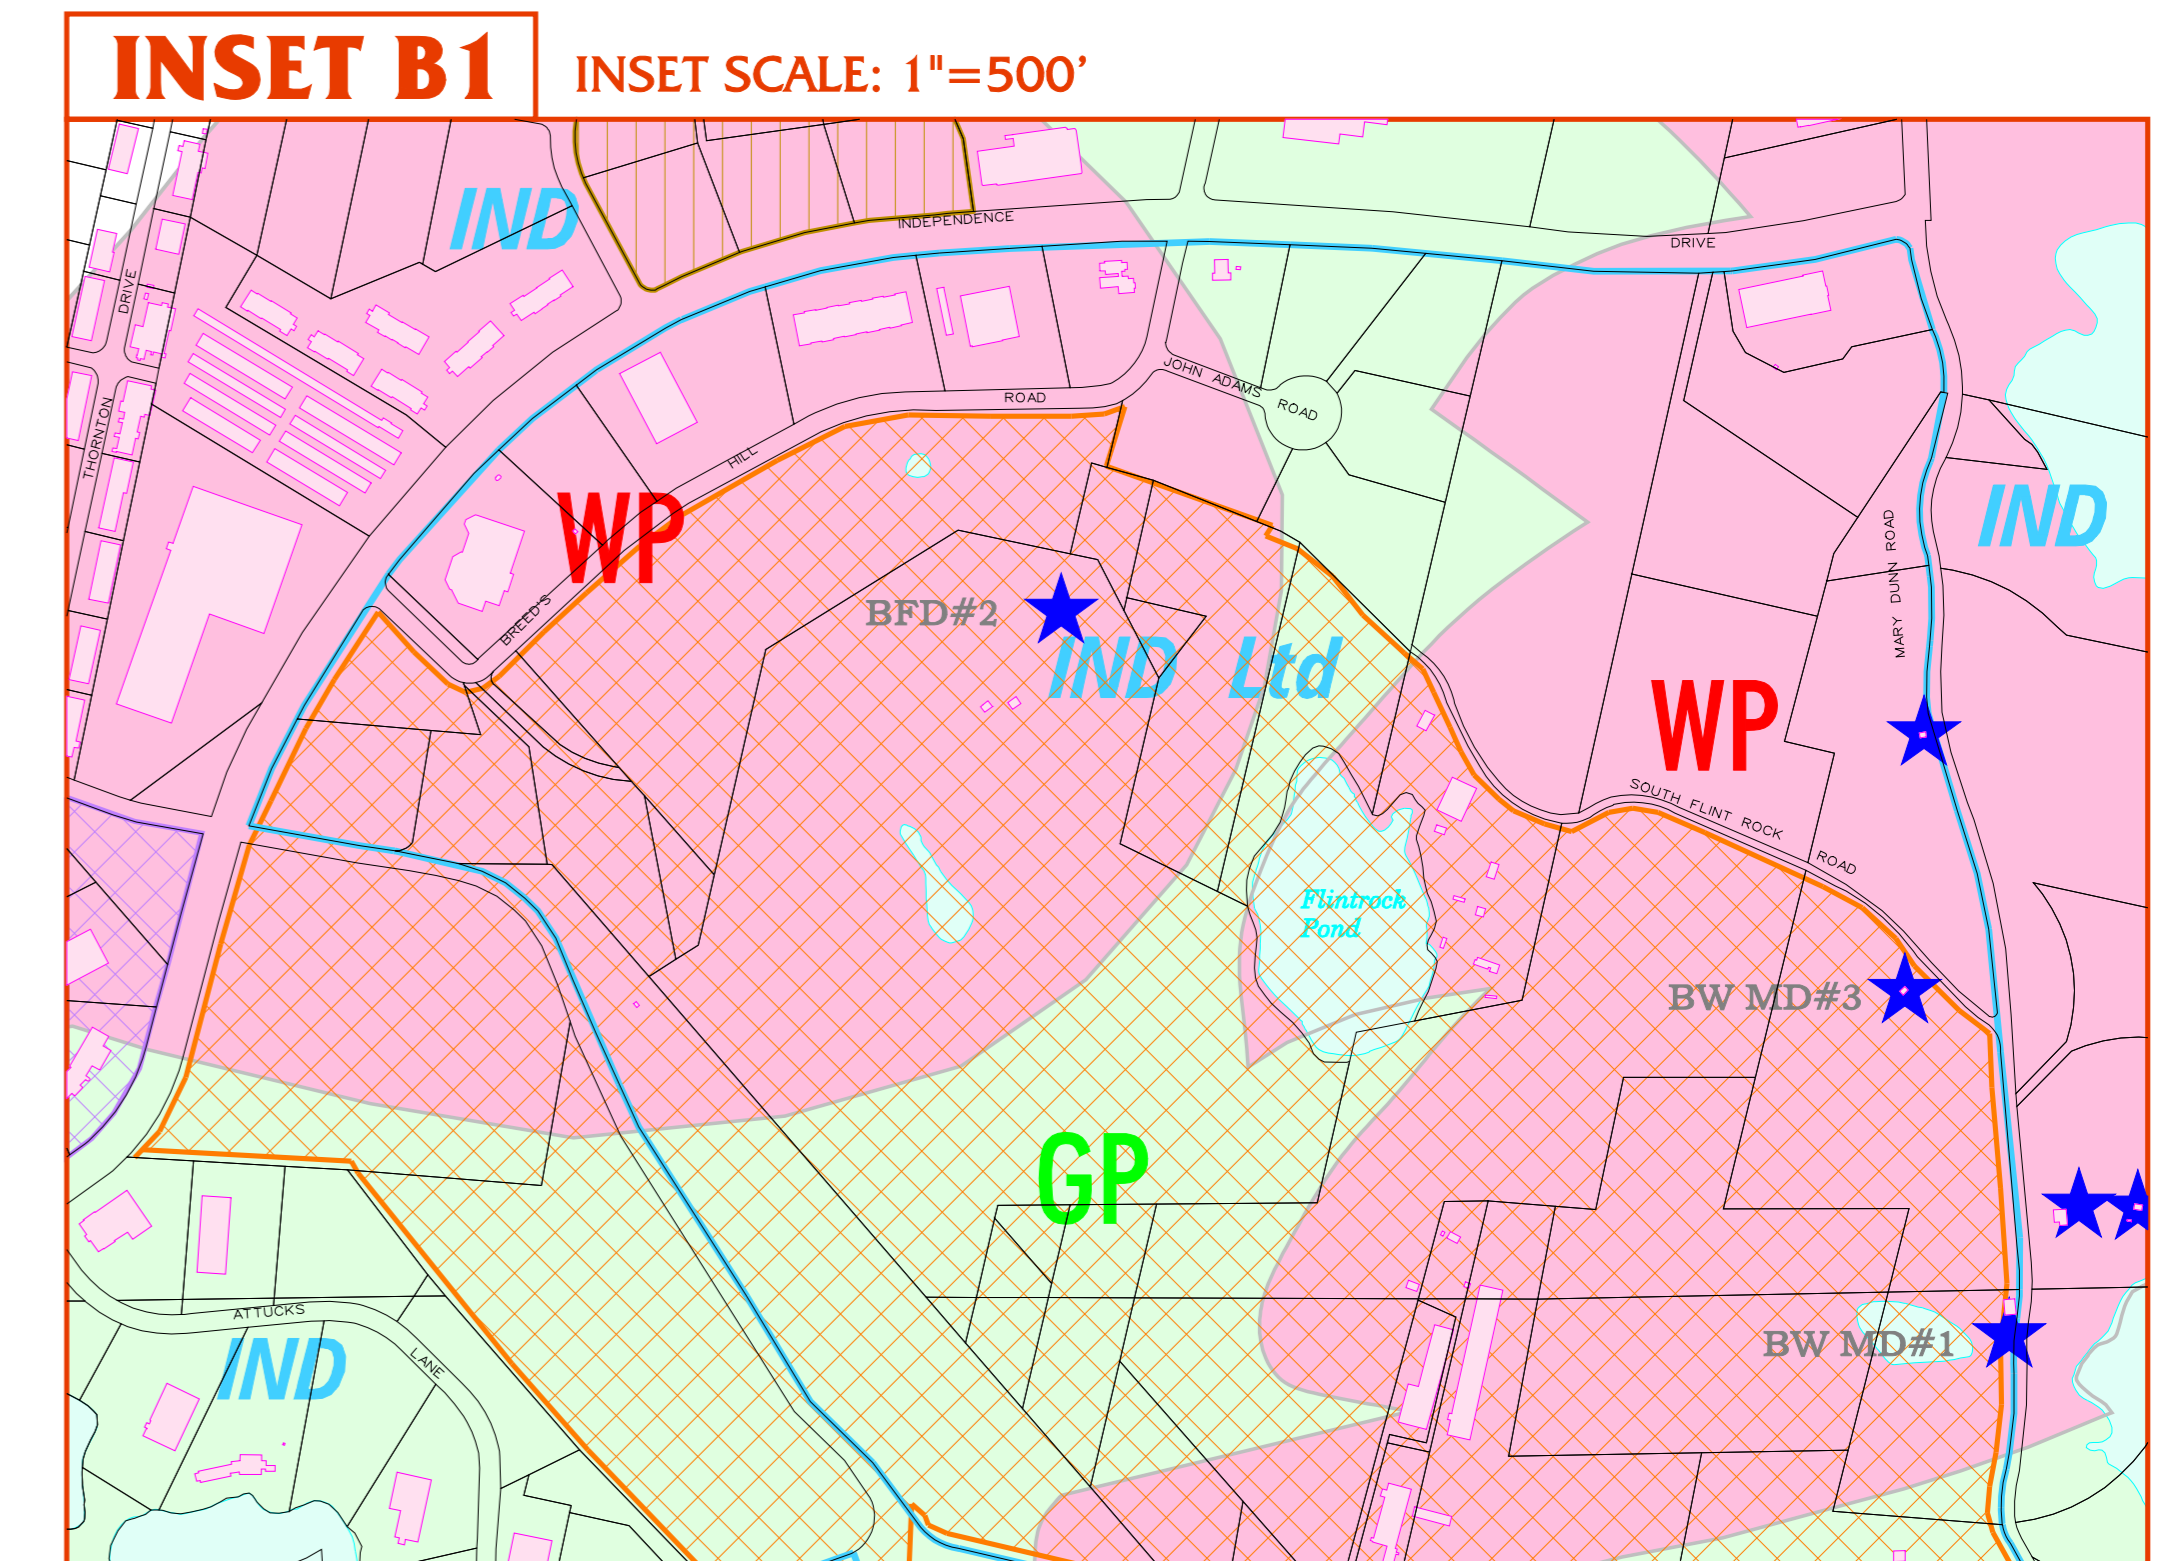 INSET B1
INSET SCALE: 1"=500'
IND
INDEPENDENCE
DRIVE
DRIVE
JOHN ADAMS
ROAD
ROAD
THORNTON
HILL
WP
IND
MARY DUNN ROAD
BREED'S
BFD#2
IND Ltd
WP
SOUTH FLINT ROCK
ROAD
Flintrock
Pond
BW MD#3
GP
ATTUCKS
LANE
IND
BW MD#1